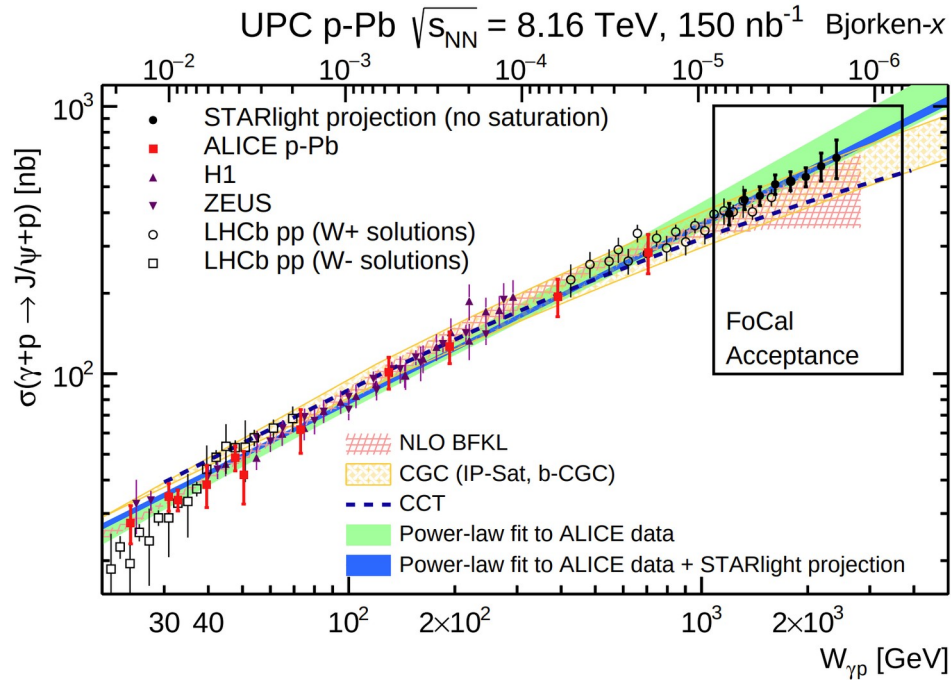 UPC p-Pb √s_NN = 8.16 TeV, 150 nb⁻¹ Bjorken-x
10⁻² 10⁻³ 10⁻⁴ 10⁻⁵ 10⁻⁶
10³
STARlight projection (no saturation)
ALICE p-Pb
H1
ZEUS
LHCb pp (W+ solutions)
LHCb pp (W- solutions)
σ(γ+p → J/ψ+p) [nb]
FoCal
Acceptance
10²
NLO BFKL
CGC (IP-Sat, b-CGC)
CCT
Power-law fit to ALICE data
Power-law fit to ALICE data + STARlight projection
30 40 10² 2×10² 10³ 2×10³
W_γp [GeV]